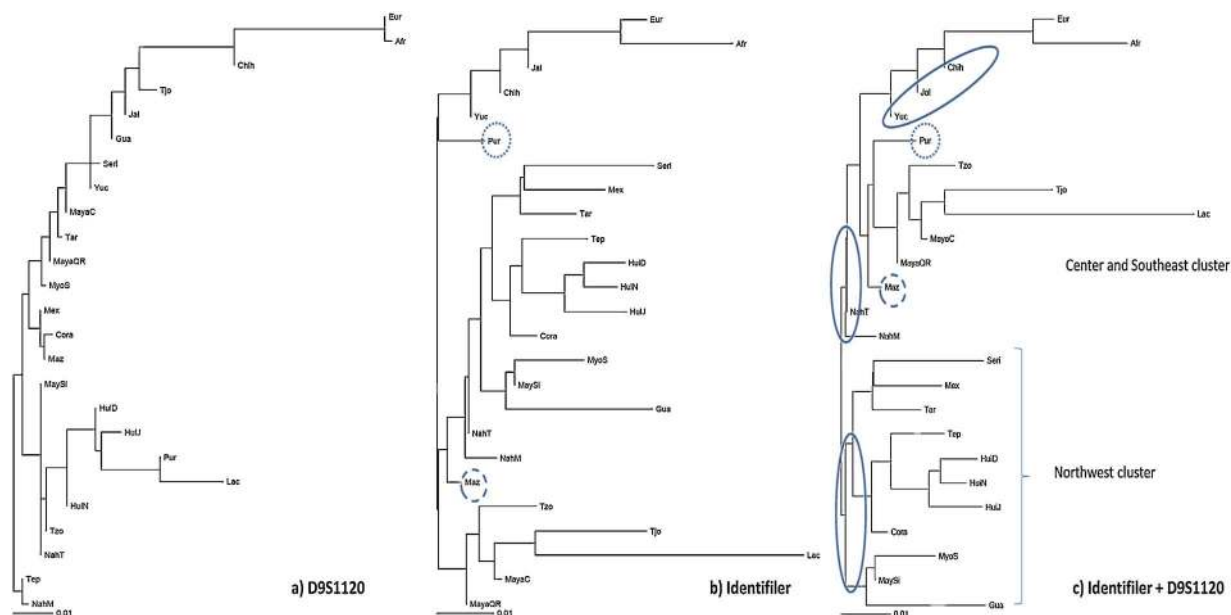 Eur
Afr
Chih
Tjo
Jal
Gua
Seri
Yuc
MayaC
Tar
MayaQR
MyoS
Mex
Cora
Maz
MaySi
HuiD
HuiJ
Pur
Lac
HuiN
Tzo
NahT
Tep
NahM
0.01
a) D9S1120
Eur
Afr
Jal
Chih
Yuc
Pur
Seri
Mex
Tar
Tep
HuiD
HuiN
HuiJ
Cora
MyoS
MaySi
Gua
NahT
NahM
Maz
Tzo
Tjo
Lac
MayaC
MayaQR
0.01
b) Identifiler
Eur
Afr
Chih
Jal
Yuc
Pur
Tzo
Tjo
Lac
MayaC
MayaQR
Center and Southeast cluster
Maz
NahT
NahM
Seri
Mex
Tar
Tep
HuiD
Northwest cluster
HuiN
HuiJ
Cora
MyoS
MaySi
Gua
0.01
c) Identifiler + D9S1120